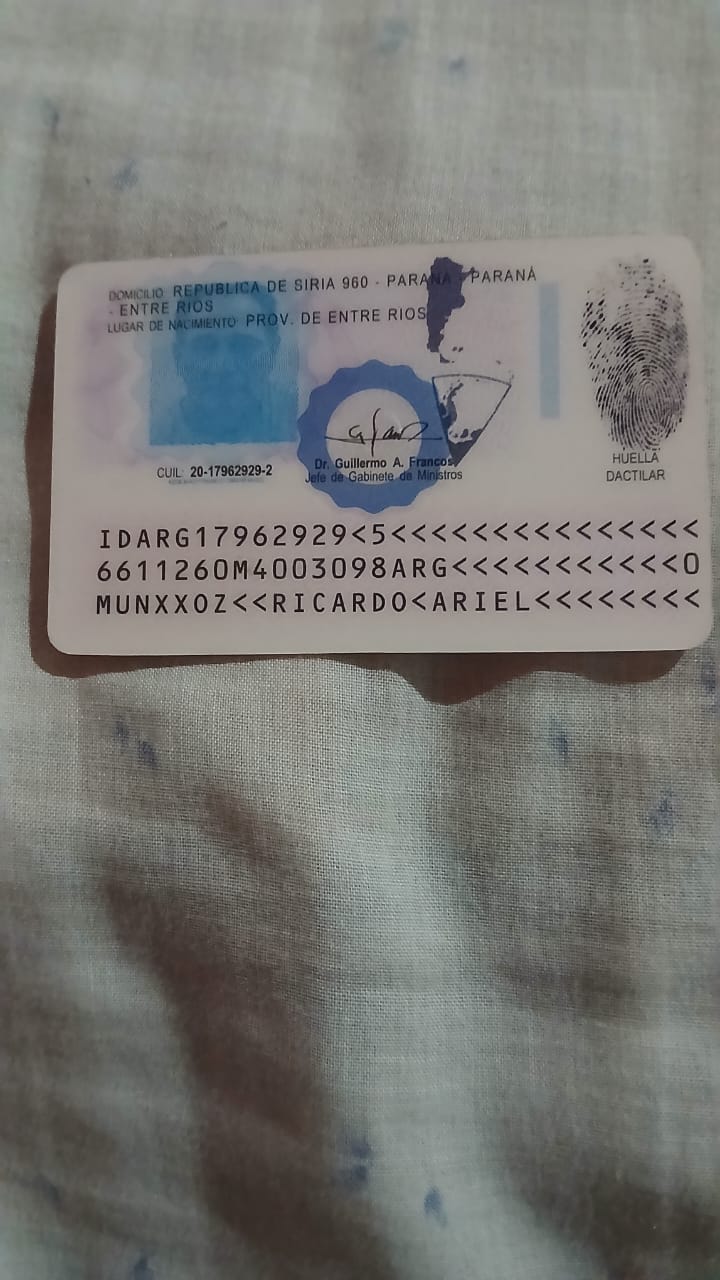 DOMICILIO: REPUBLICA DE SIRIA 960 - PARANÁ - PARANÁ
- ENTRE RIOS
LUGAR DE NACIMIENTO: PROV. DE ENTRE RIOS
CUIL: 20-17962929-2
Dr. Guillermo A. Francos
Jefe de Gabinete de Ministros
HUELLA
DACTILAR
IDARG17962929<5<<<<<<<<<<<<<<<
6611260M4003098ARG<<<<<<<<<<<0
MUNXXOZ<<RICARDO<ARIEL<<<<<<<<